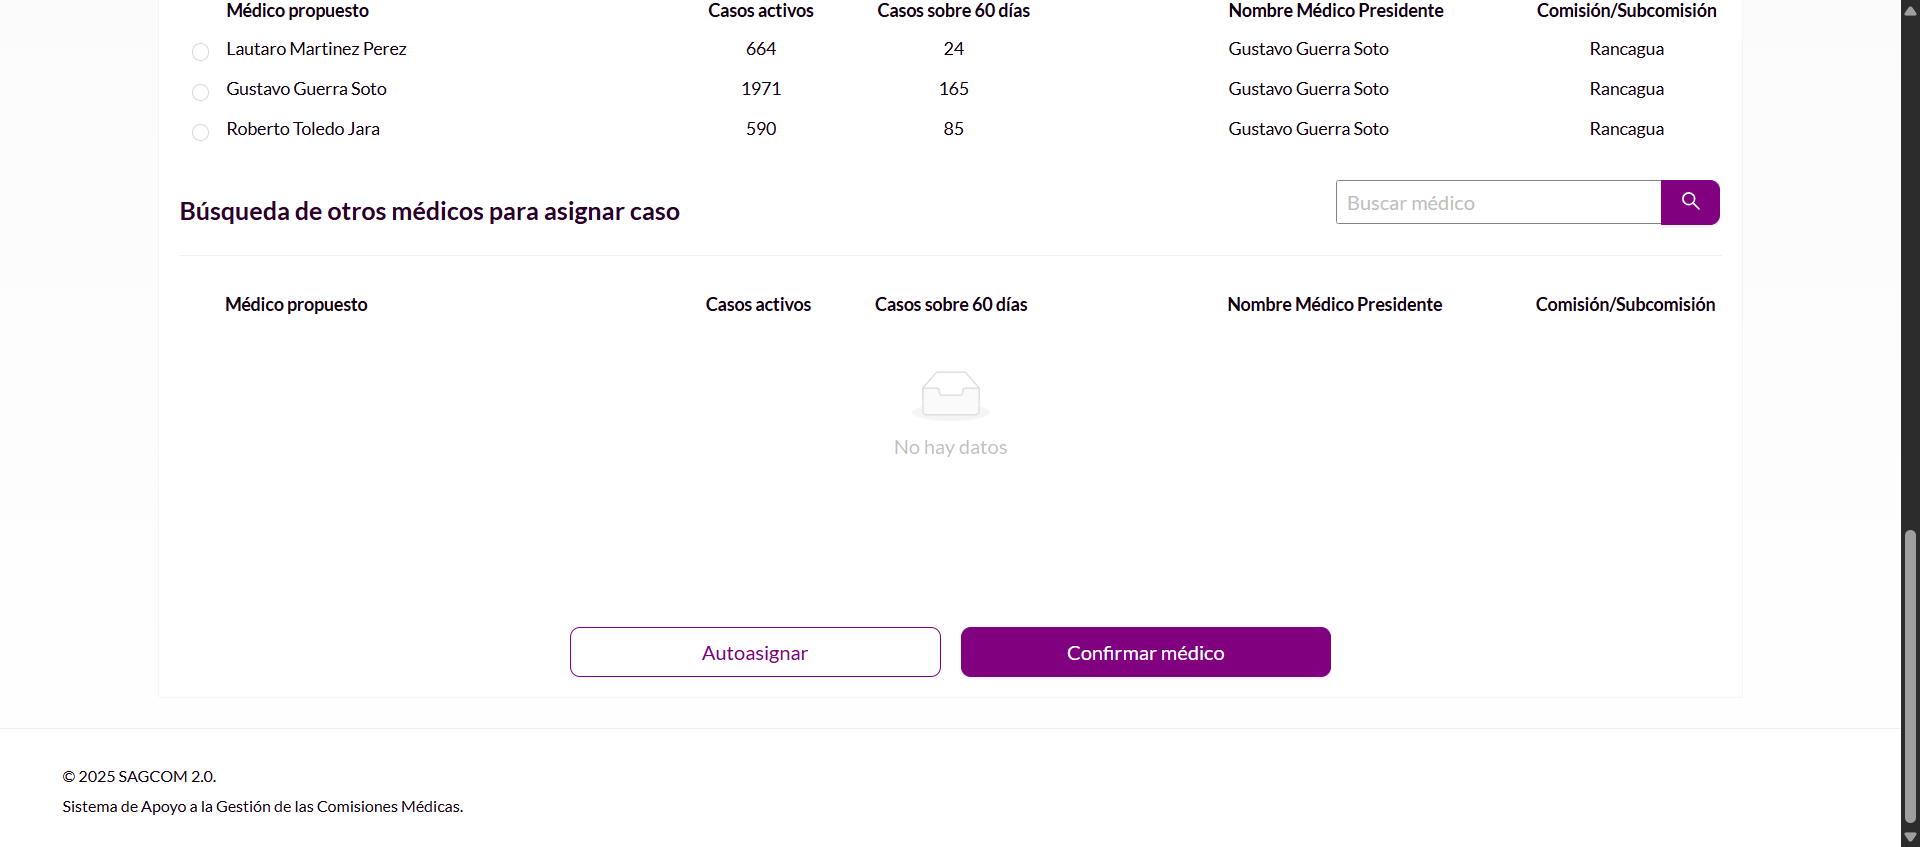 Médico propuesto Casos activos Casos sobre 60 días Nombre Médico Presidente Comisión/Subcomisión
Lautaro Martinez Perez 664 24 Gustavo Guerra Soto Rancagua
Gustavo Guerra Soto 1971 165 Gustavo Guerra Soto Rancagua
Roberto Toledo Jara 590 85 Gustavo Guerra Soto Rancagua
Búsqueda de otros médicos para asignar caso Buscar médico
Médico propuesto Casos activos Casos sobre 60 días Nombre Médico Presidente Comisión/Subcomisión
No hay datos
Autoasignar Confirmar médico
© 2025 SAGCOM 2.0.
Sistema de Apoyo a la Gestión de las Comisiones Médicas.